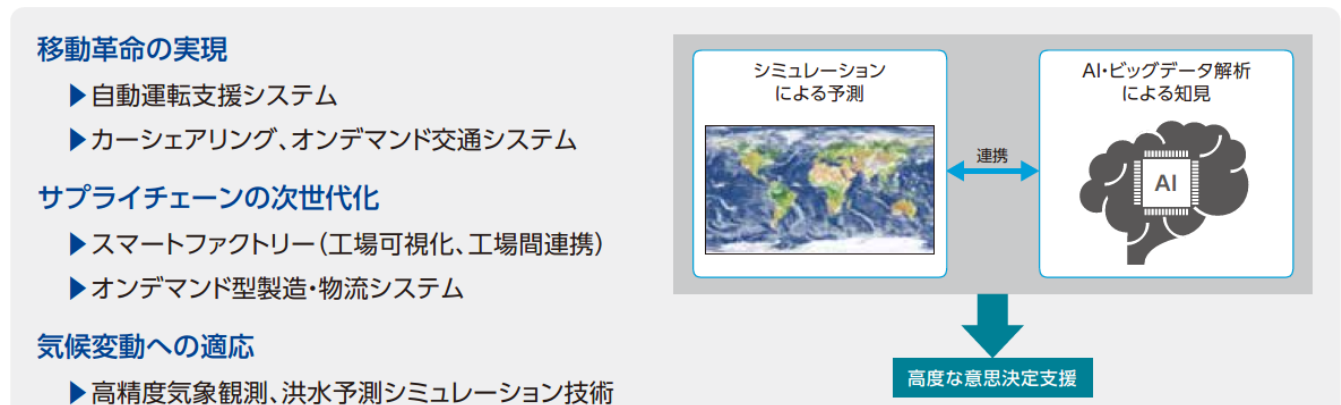 移動革命の実現
▶自動運転支援システム
▶カーシェアリング、オンデマンド交通システム
サプライチェーンの次世代化
▶スマートファクトリー（工場可視化、工場間連携）
▶オンデマンド型製造・物流システム
気候変動への適応
▶高精度気象観測、洪水予測シミュレーション技術
シミュレーション
による予測
連携
AI・ビッグデータ解析
による知見
AI
高度な意思決定支援